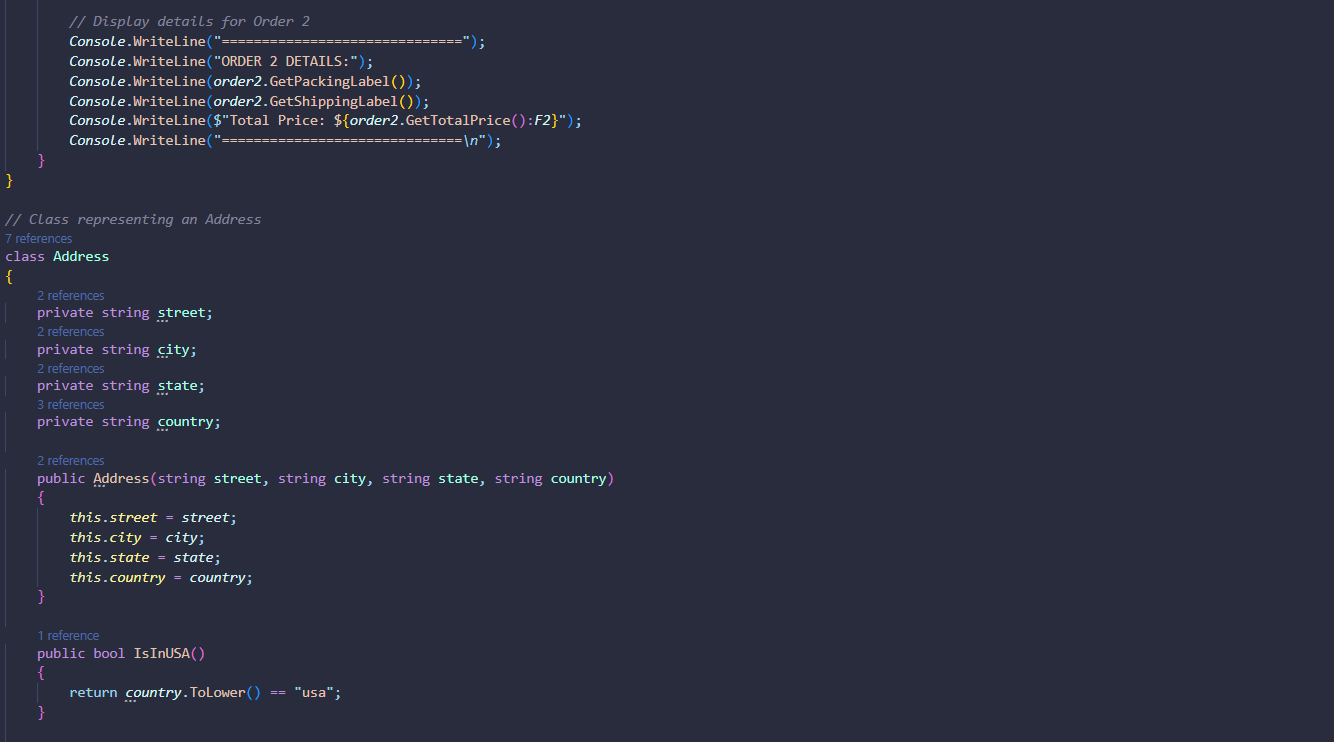 // Display details for Order 2
Console.WriteLine("==============================");
Console.WriteLine("ORDER 2 DETAILS:");
Console.WriteLine(order2.GetPackingLabel());
Console.WriteLine(order2.GetShippingLabel());
Console.WriteLine($"Total Price: ${order2.GetTotalPrice():F2}");
Console.WriteLine("==============================\n");
}
}
// Class representing an Address
7 references
class Address
{
2 references
private string street;
2 references
private string city;
2 references
private string state;
3 references
private string country;
2 references
public Address(string street, string city, string state, string country)
{
this.street = street;
this.city = city;
this.state = state;
this.country = country;
}
1 reference
public bool IsInUSA()
{
return country.ToLower() == "usa";
}